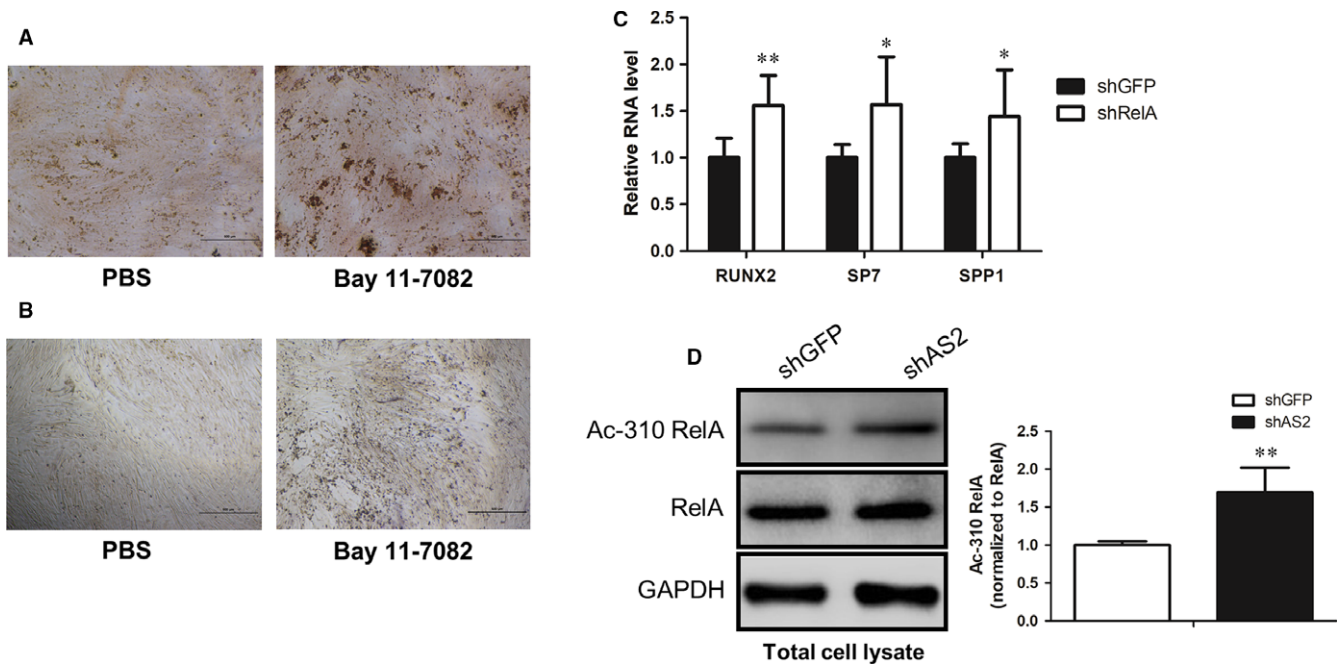 A
PBS
Bay 11-7082
B
PBS
Bay 11-7082
C
Relative RNA level
2.5
2.0
1.5
1.0
0.5
0.0
**
*
*
RUNX2
SP7
SPP1
shGFP
shRelA
D
shGFP
shAS2
Ac-310 RelA
RelA
GAPDH
Total cell lysate
shGFP
shAS2
Ac-310 RelA
(normalized to RelA)
2.5
2.0
1.5
1.0
0.5
0.0
**